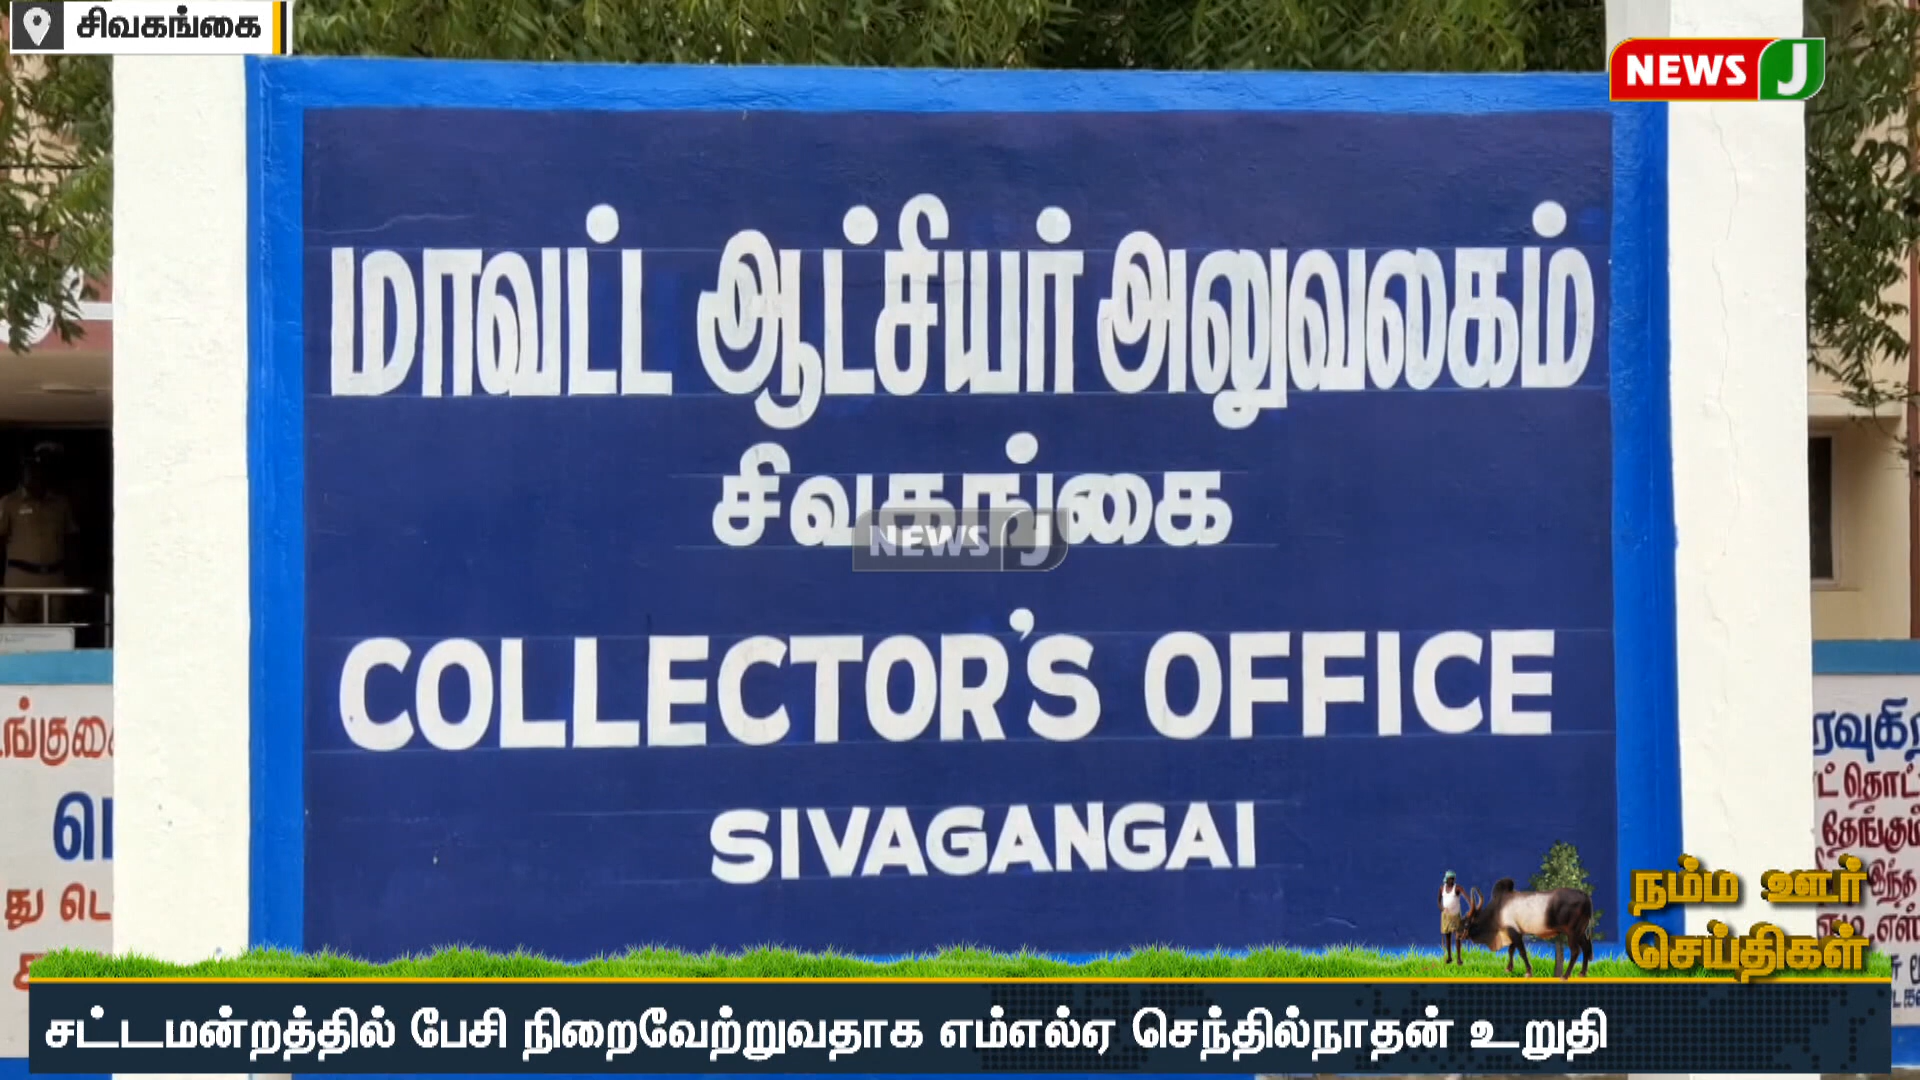 சிவகங்கை
NEWS J
மாவட்ட ஆட்சியர் அலுவலகம்
சிவகங்கை
NEWS J
COLLECTOR'S OFFICE
SIVAGANGAI
நம்ம ஊர்
செய்திகள்
சட்டமன்றத்தில் பேசி நிறைவேற்றுவதாக எம்எல்ஏ செந்தில்நாதன் உறுதி